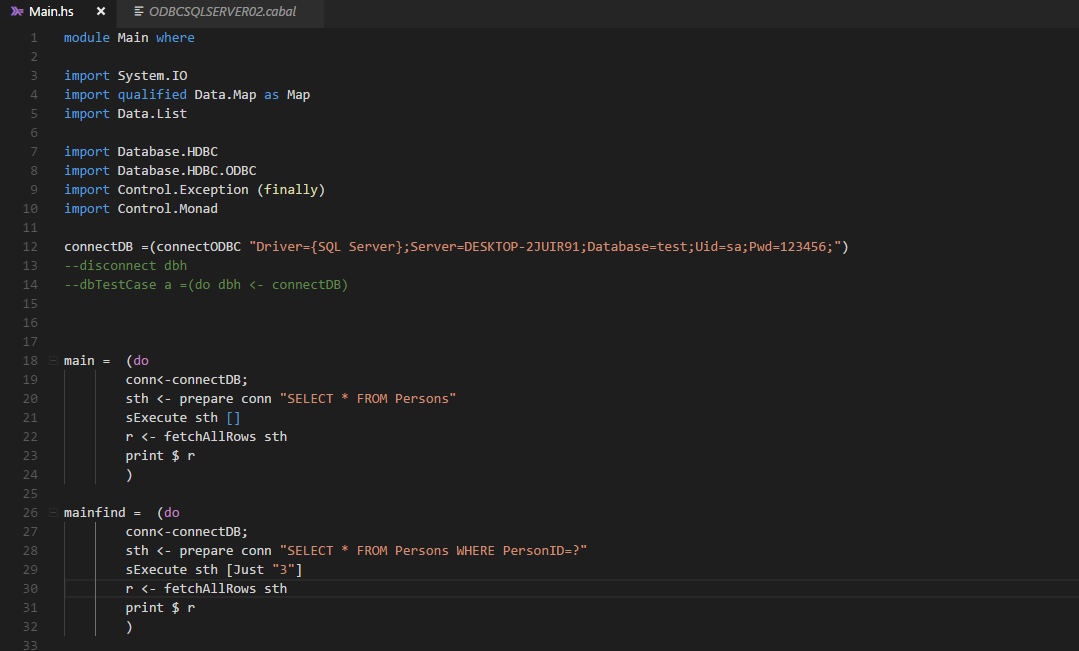 Main.hs × ODBCSQLSERVER02.cabal
1 module Main where
2
3 import System.IO
4 import qualified Data.Map as Map
5 import Data.List
6
7 import Database.HDBC
8 import Database.HDBC.ODBC
9 import Control.Exception (finally)
10 import Control.Monad
11
12 connectDB =(connectODBC "Driver={SQL Server};Server=DESKTOP-2JUIR91;Database=test;Uid=sa;Pwd=123456;")
13 --disconnect dbh
14 --dbTestCase a =(do dbh <- connectDB)
15
16
17
18 main =  (do
19         conn<-connectDB;
20         sth <- prepare conn "SELECT * FROM Persons"
21         sExecute sth []
22         r <- fetchAllRows sth
23         print $ r
24         )
25
26 mainfind =  (do
27         conn<-connectDB;
28         sth <- prepare conn "SELECT * FROM Persons WHERE PersonID=?"
29         sExecute sth [Just "3"]
30         r <- fetchAllRows sth
31         print $ r
32         )
33